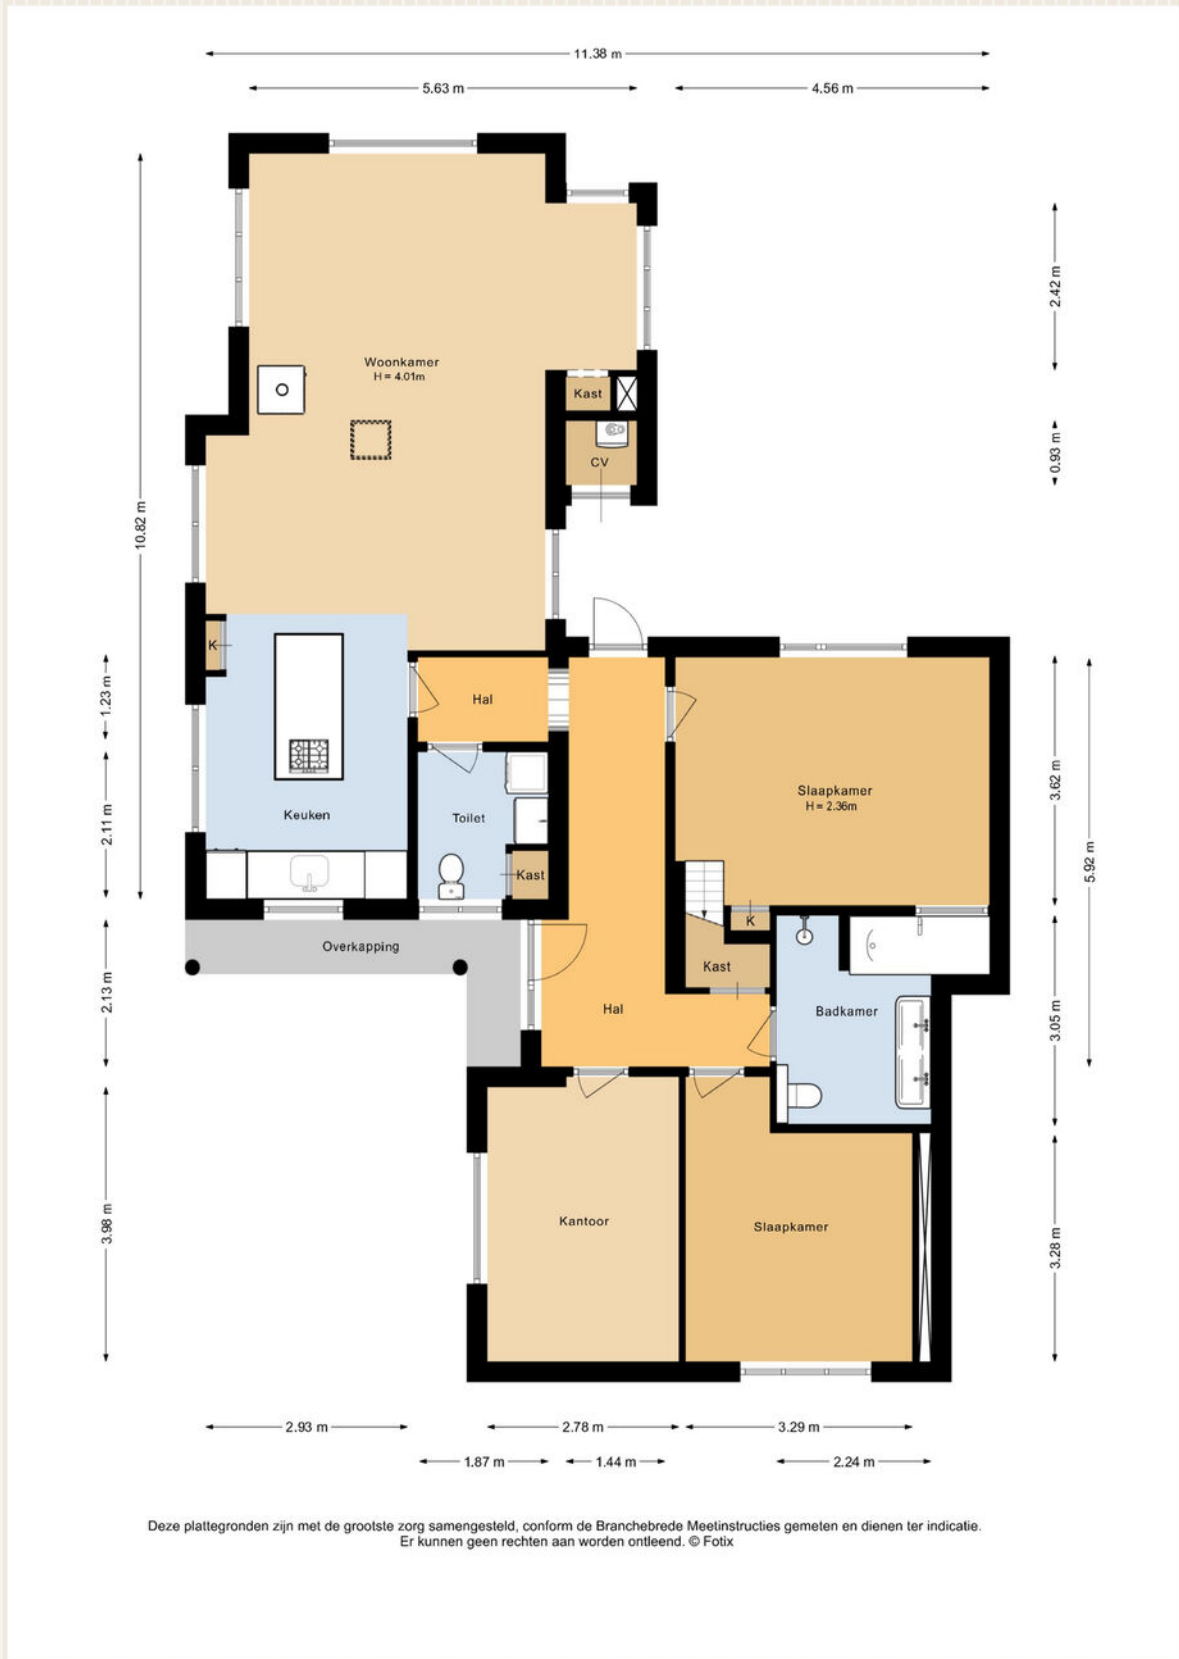 11.38 m
5.63 m
4.56 m
2.42 m
Woonkamer
H = 4.01m
Kast
0.93 m
CV
10.82 m
K
1.23 m
Hal
3.62 m
Slaapkamer
H = 2.36m
2.11 m
Keuken
Toilet
5.92 m
Kast
K
Overkapping
Kast
2.13 m
Hal
Badkamer
3.05 m
3.98 m
Kantoor
Slaapkamer
3.28 m
2.93 m
2.78 m
3.29 m
1.87 m
1.44 m
2.24 m
Deze plattegronden zijn met de grootste zorg samengesteld, conform de Branchebrede Meetinstructies gemeten en dienen ter indicatie.
Er kunnen geen rechten aan worden ontleend. © Fotix